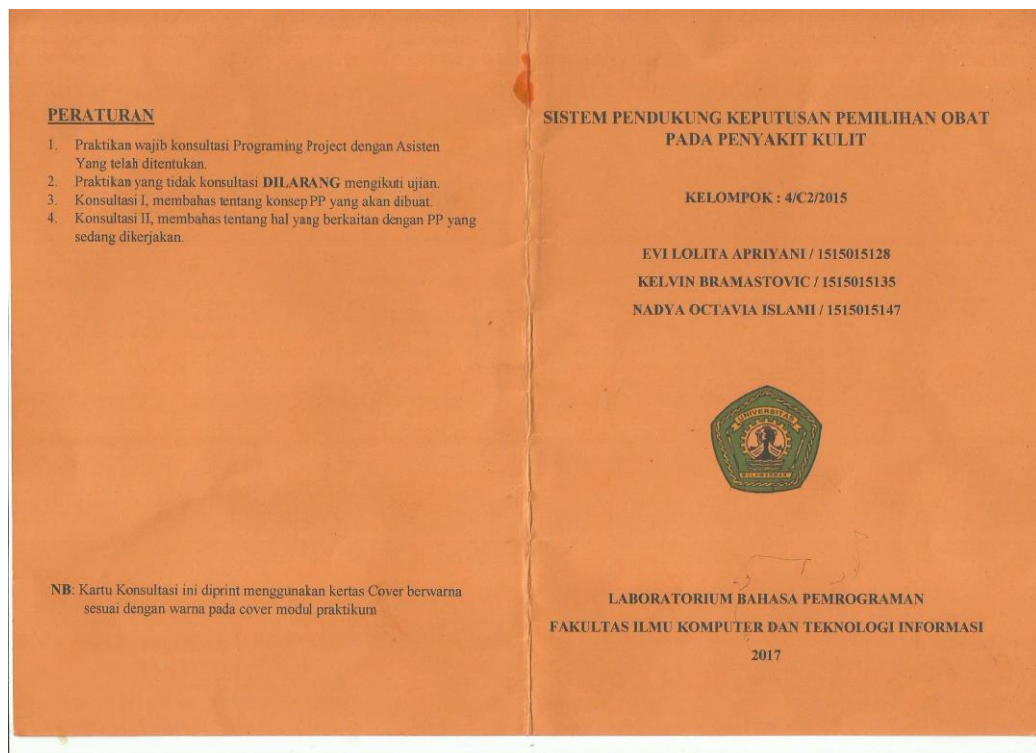 PERATURAN
1. Praktikan wajib konsultasi Programing Project dengan Asisten
Yang telah ditentukan.
2. Praktikan yang tidak konsultasi DILARANG mengikuti ujian.
3. Konsultasi I, membahas tentang konsep PP yang akan dibuat.
4. Konsultasi II, membahas tentang hal yang berkaitan dengan PP yang
sedang dikerjakan.
NB: Kartu Konsultasi ini diprint menggunakan kertas Cover berwarna
sesuai dengan warna pada cover modul praktikum
SISTEM PENDUKUNG KEPUTUSAN PEMILIHAN OBAT
PADA PENYAKIT KULIT
KELOMPOK : 4/C2/2015
EVI LOLITA APRIYANI / 1515015128
KELVIN BRAMASTOVIC / 1515015135
NADYA OCTAVIA ISLAMI / 1515015147
UNIVERSITAS
MULAWARMAN
LABORATORIUM BAHASA PEMROGRAMAN
FAKULTAS ILMU KOMPUTER DAN TEKNOLOGI INFORMASI
2017